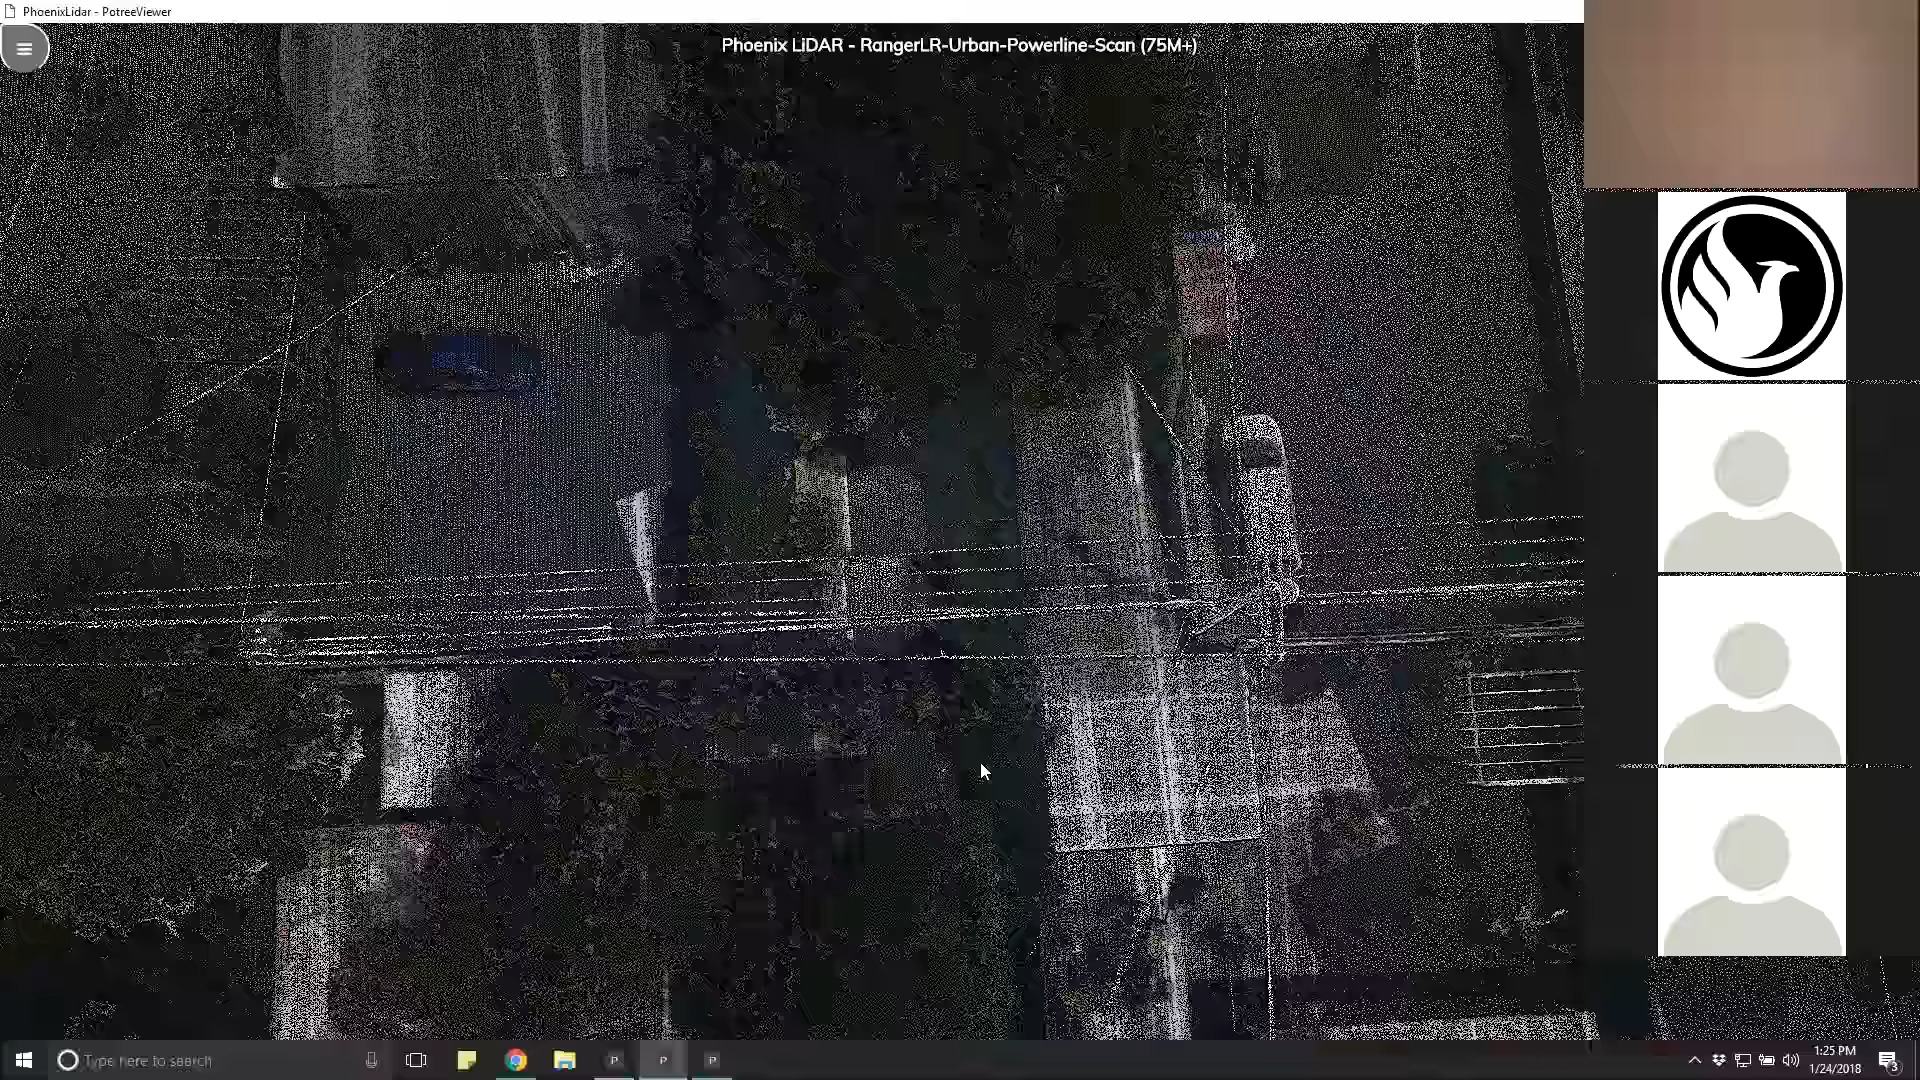 PhoenixLidar - PotreeViewer
Phoenix LiDAR - RangerLR-Urban-Powerline-Scan (75M+)
Type here to search
P
P
P
1:25 PM
1/24/2018
3